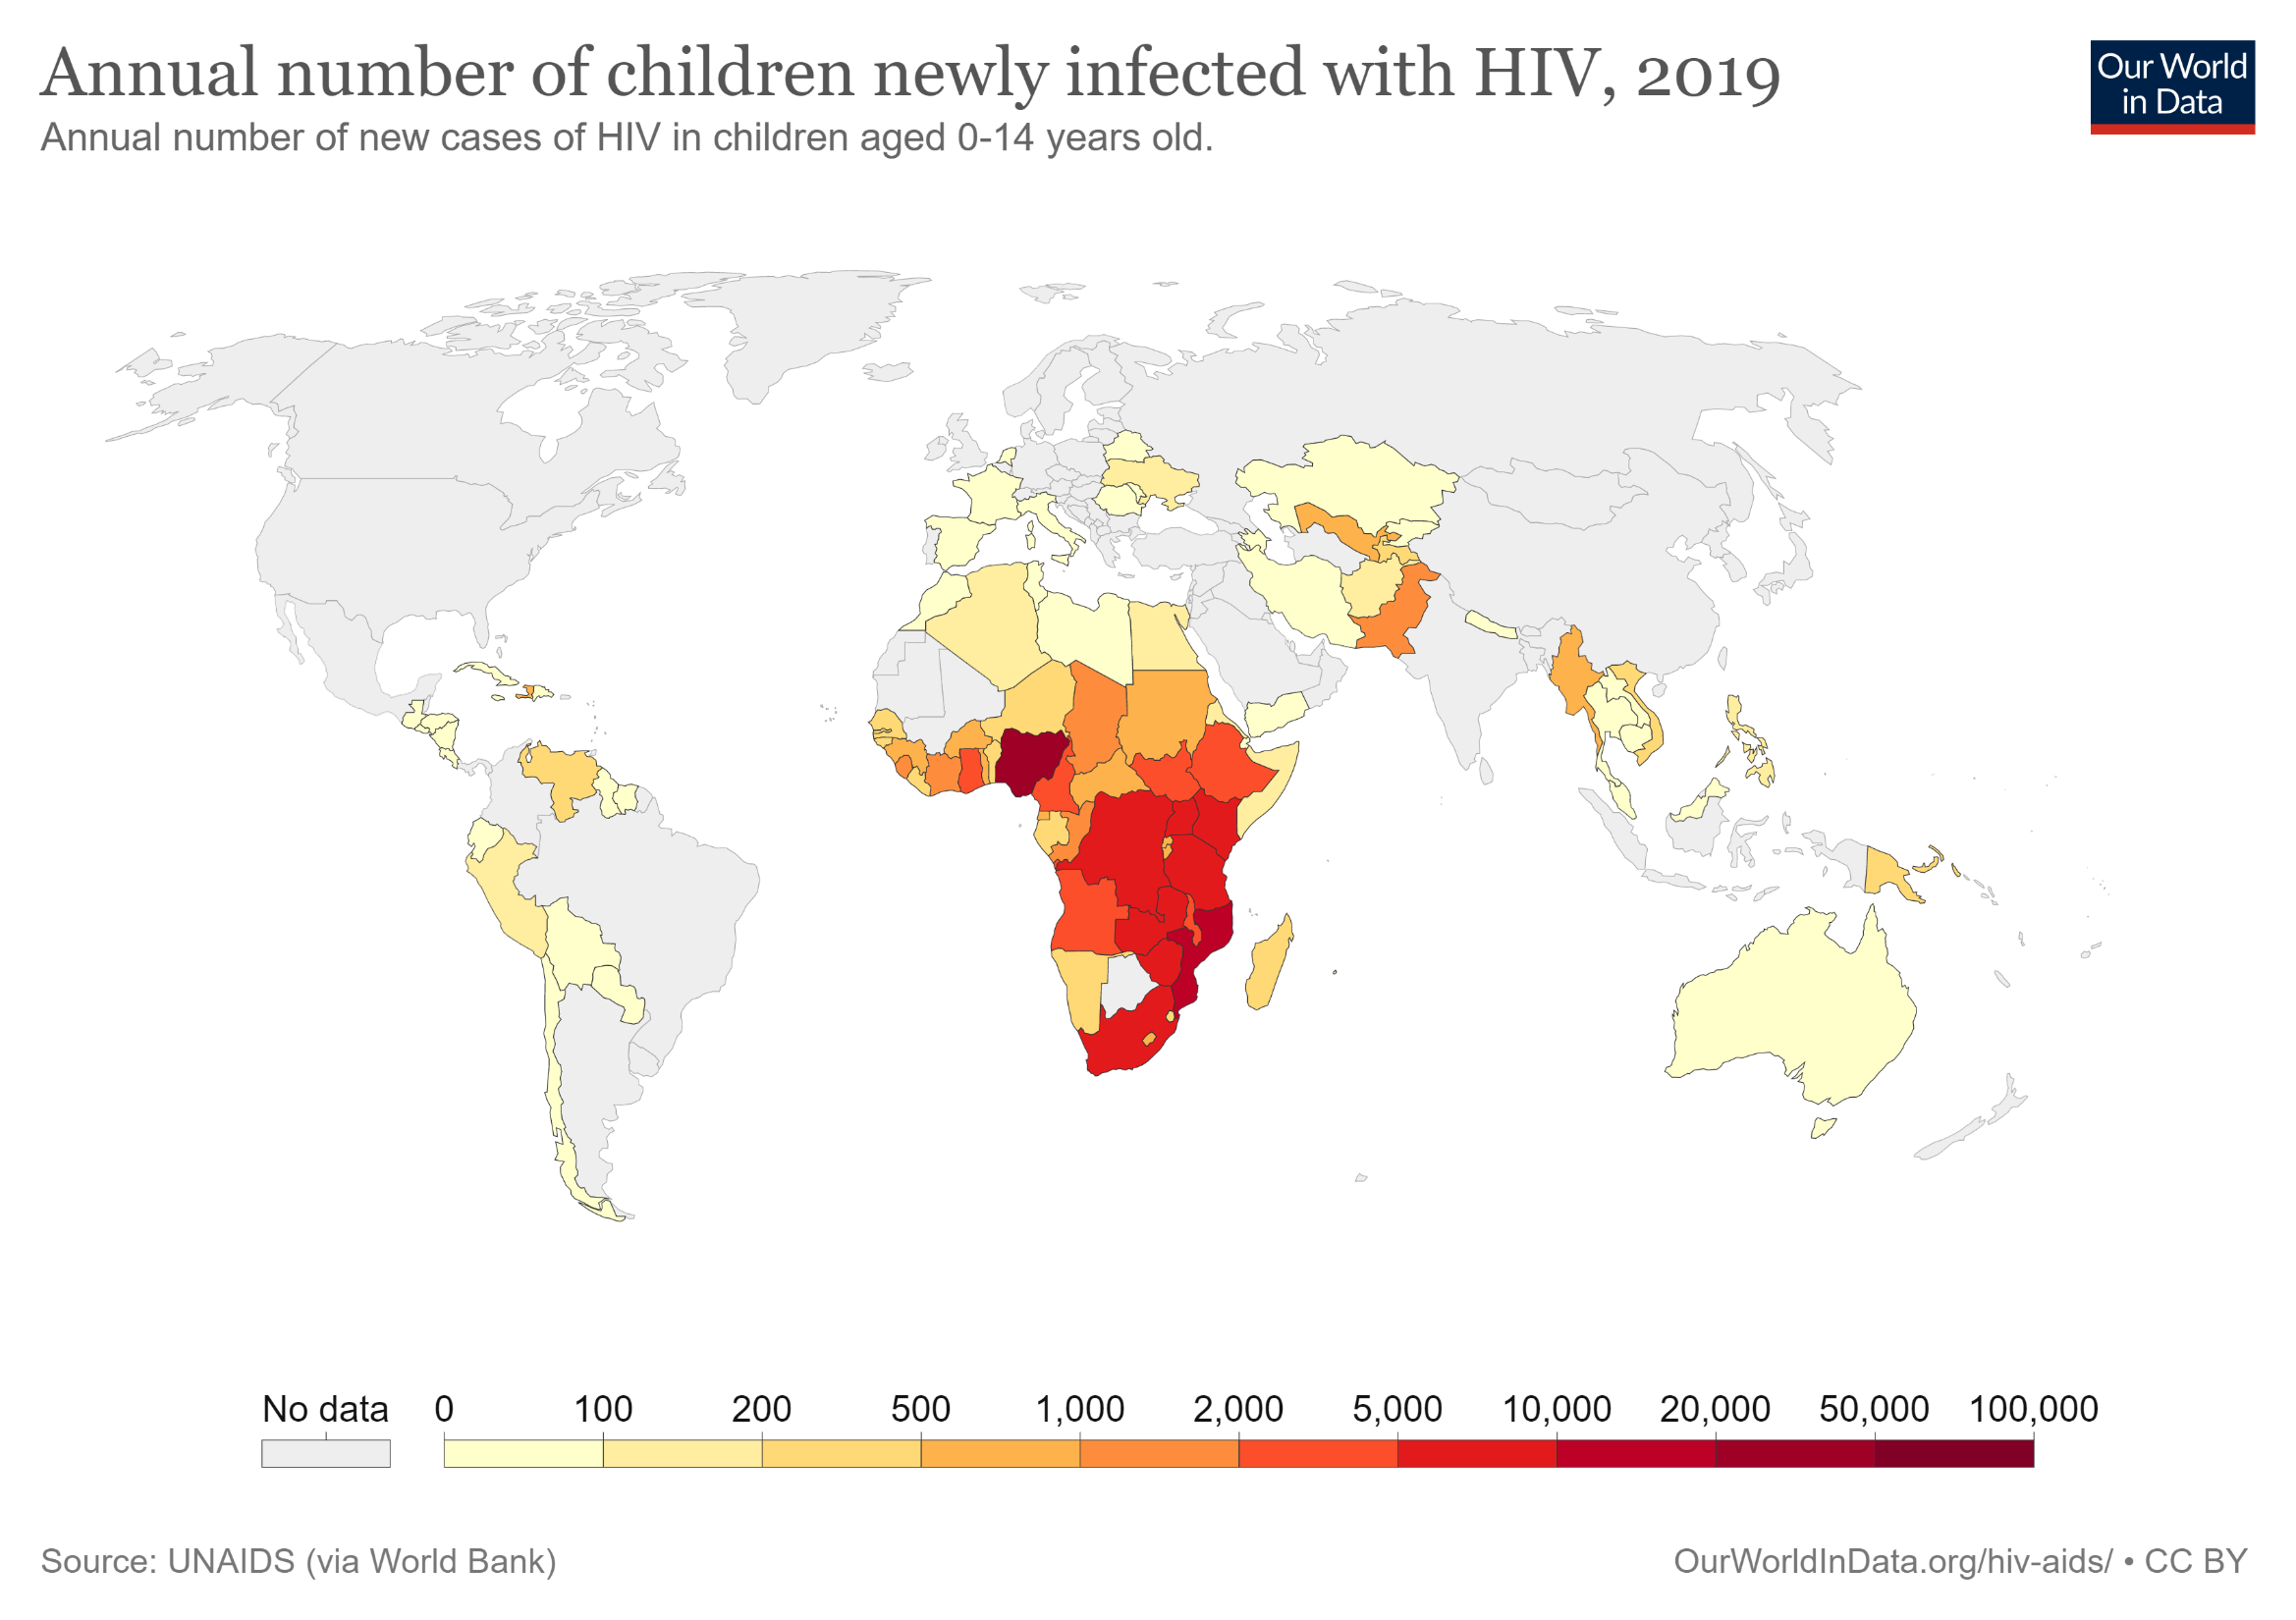 Annual number of children newly infected with HIV, 2019
Our World
in Data
Annual number of new cases of HIV in children aged 0-14 years old.
No data 0 100 200 500 1,000 2,000 5,000 10,000 20,000 50,000 100,000
Source: UNAIDS (via World Bank)
OurWorldInData.org/hiv-aids/ • CC BY